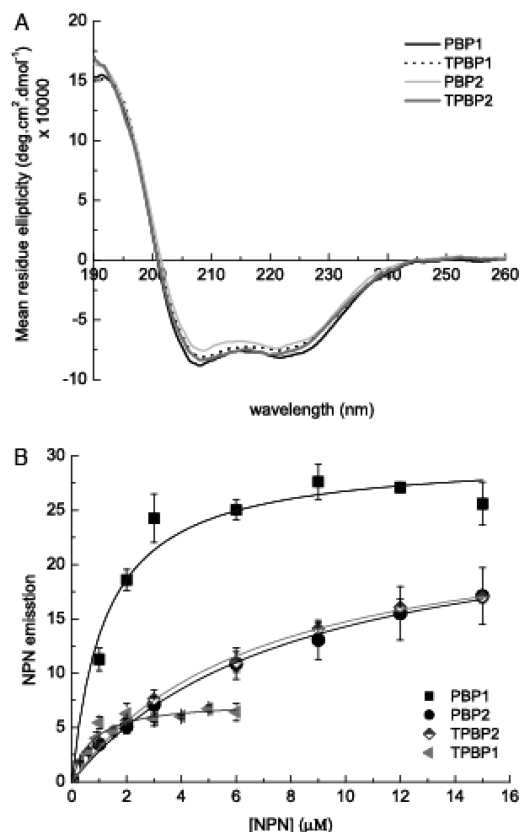 A
PBP1
TPBP1
PBP2
TPBP2
Mean residue ellipticity (deg.cm².dmol⁻¹)
x 10000
20
15
10
5
0
-5
-10
190 200 210 220 230 240 250 260
wavelength (nm)
B
NPN emisstion
30
25
20
15
10
5
0
PBP1
PBP2
TPBP2
TPBP1
0 2 4 6 8 10 12 14 16
[NPN] (µM)